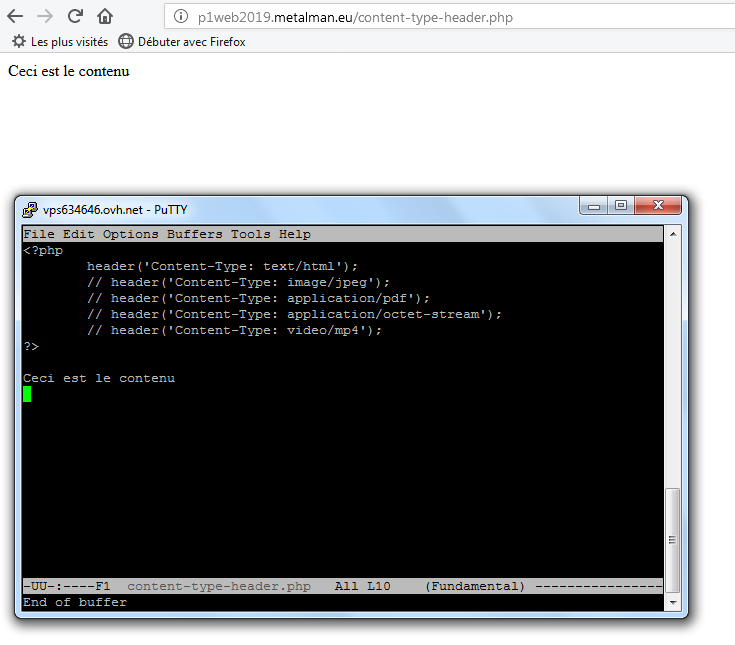 p1web2019.metalman.eu/content-type-header.php
Les plus visités Débuter avec Firefox
Ceci est le contenu
vps634646.ovh.net - PuTTY
File Edit Options Buffers Tools Help
<?php
header('Content-Type: text/html');
// header('Content-Type: image/jpeg');
// header('Content-Type: application/pdf');
// header('Content-Type: application/octet-stream');
// header('Content-Type: video/mp4');
?>
Ceci est le contenu
-UU-:----F1 content-type-header.php All L10 (Fundamental) ----------------
End of buffer